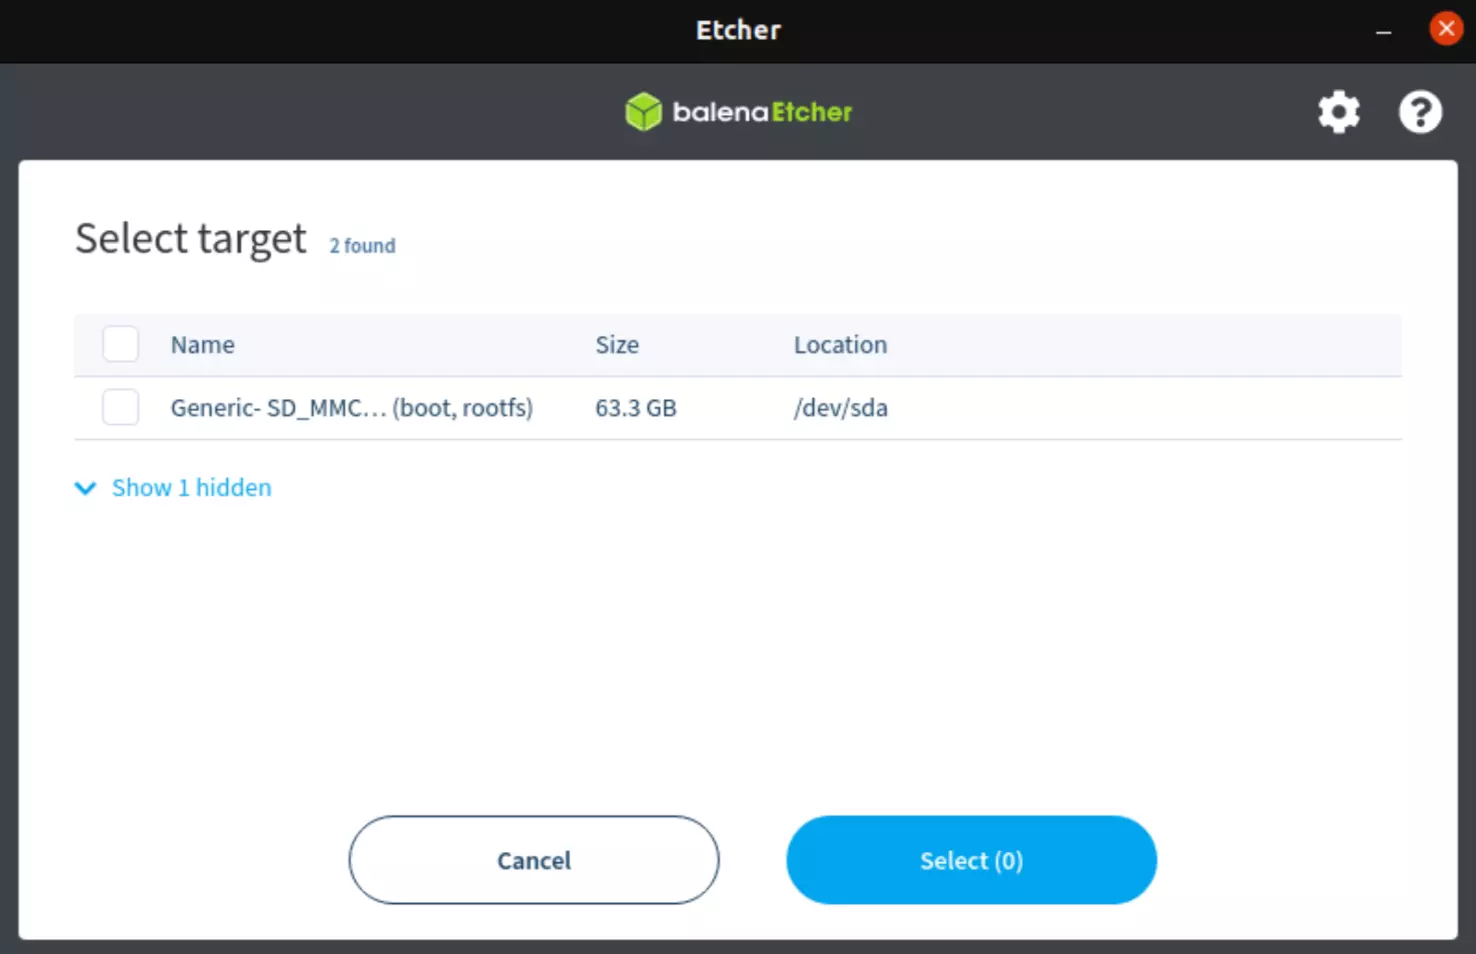 Etcher
balenaEtcher
Select target 2 found
Name Size Location
Generic- SD_MMC... (boot, rootfs) 63.3 GB /dev/sda
Show 1 hidden
Cancel Select (0)